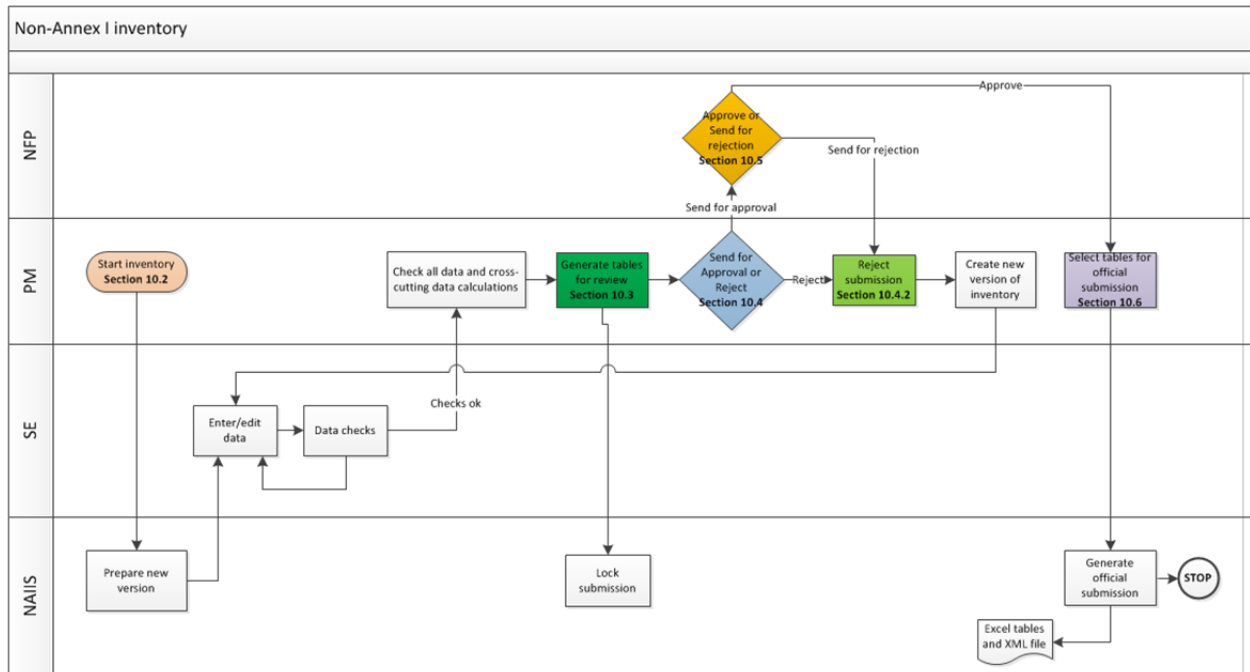 Non-Annex I inventory
NFP
Approve or
Send for
rejection
Section 10.5
Approve
Send for rejection
Send for approval
PM
Start inventory
Section 10.2
Check all data and cross-
cutting data calculations
Generate tables
for review
Section 10.3
Send for
Approval or
Reject
Section 10.4
Reject
Reject
submission
Section 10.4.2
Create new
version of
inventory
Select tables for
official
submission
Section 10.6
SE
Enter/edit
data
Data checks
Checks ok
NAIIS
Prepare new
version
Lock
submission
Generate
official
submission
STOP
Excel tables
and XML file